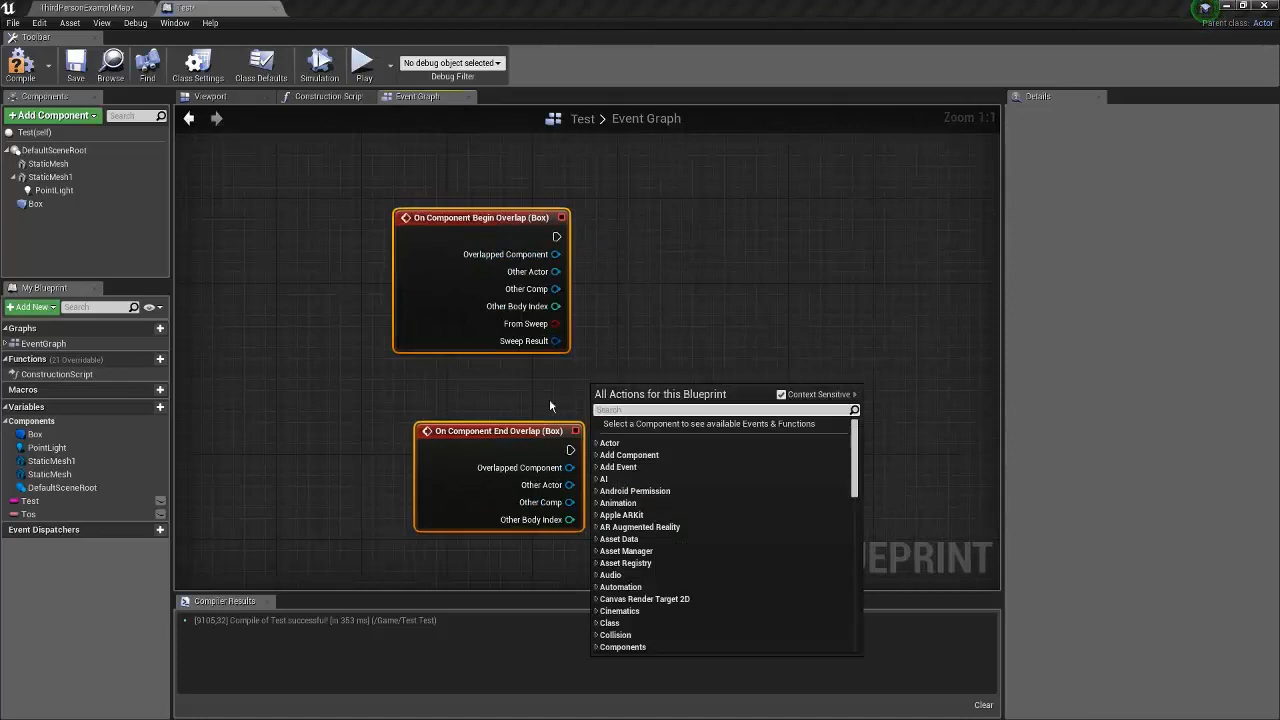 ThirdPersonExampleMap*
Test*
File Edit Asset View Debug Window Help
Parent class: Actor
Toolbar
Compile
Save
Browse
Find
Class Settings
Class Defaults
Simulation
Play
No debug object selected
Debug Filter
Components
Viewport
Construction Scrip
Event Graph
Details
+Add Component
Search
Test > Event Graph
Zoom 1:1
Test(self)
DefaultSceneRoot
StaticMesh
StaticMesh1
PointLight
Box
My Blueprint
+Add New
Search
Graphs
EventGraph
Functions (21 Overridable)
ConstructionScript
Macros
Variables
Components
Box
PointLight
StaticMesh1
StaticMesh
DefaultSceneRoot
Test
Tos
Event Dispatchers
On Component Begin Overlap (Box)
Overlapped Component
Other Actor
Other Comp
Other Body Index
From Sweep
Sweep Result
On Component End Overlap (Box)
Overlapped Component
Other Actor
Other Comp
Other Body Index
All Actions for this Blueprint
Context Sensitive
Search
Select a Component to see available Events & Functions
Actor
Add Component
Add Event
AI
Android Permission
Animation
Apple ARKit
AR Augmented Reality
Asset Data
Asset Manager
Asset Registry
Audio
Automation
Canvas Render Target 2D
Cinematics
Class
Collision
Components
EPRINT
Compiler Results
[9105,32] Compile of Test successful! [in 353 ms] (/Game/Test.Test)
Clear